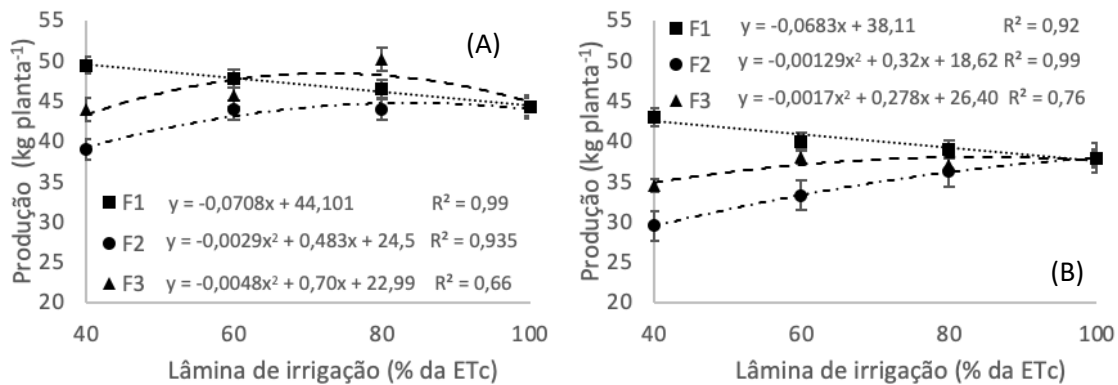 (A)
Produção (kg planta⁻¹)
55
50
45
40
35
30
25
20
F1 y = -0,0708x + 44,101 R² = 0,99
F2 y = -0,0029x² + 0,483x + 24,5 R² = 0,935
F3 y = -0,0048x² + 0,70x + 22,99 R² = 0,66
40 60 80 100
Lâmina de irrigação (% da ETc)
F1 y = -0,0683x + 38,11 R² = 0,92
F2 y = -0,00129x² + 0,32x + 18,62 R² = 0,99
F3 y = -0,0017x² + 0,278x + 26,40 R² = 0,76
Produção (kg planta⁻¹)
55
50
45
40
35
30
25
20
(B)
40 60 80 100
Lâmina de irrigação (% da ETc)